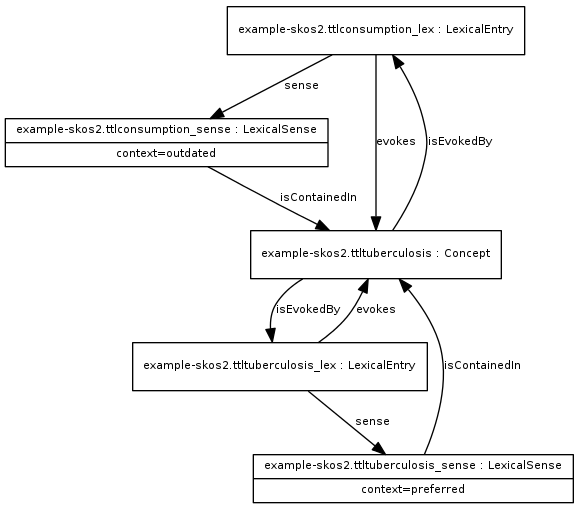 example-skos2.ttlconsumption_lex : LexicalEntry
sense
example-skos2.ttlconsumption_sense : LexicalSense
context=outdated
evokes
isEvokedBy
isContainedIn
example-skos2.ttltuberculosis : Concept
isEvokedBy
evokes
example-skos2.ttltuberculosis_lex : LexicalEntry
isContainedIn
sense
example-skos2.ttltuberculosis_sense : LexicalSense
context=preferred